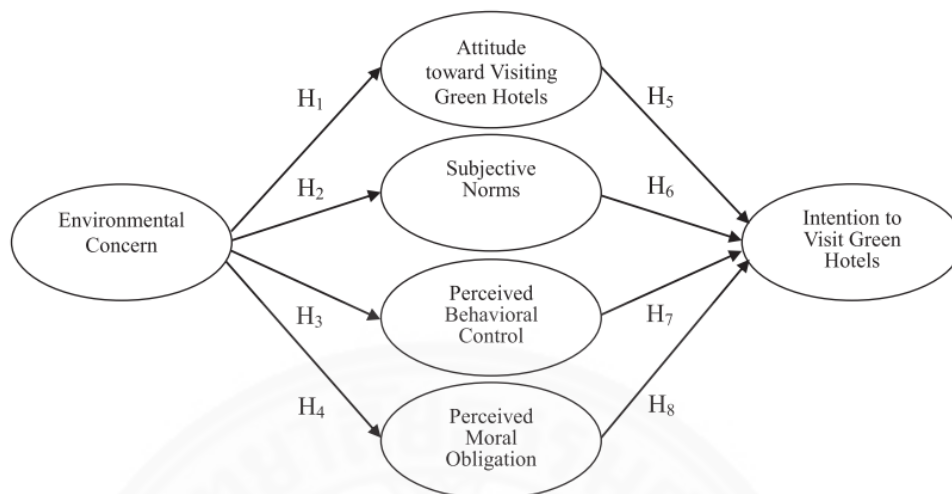 Attitude
toward Visiting
Green Hotels
H1
H5
Subjective
Norms
H2
H6
Environmental
Concern
Intention to
Visit Green
Hotels
Perceived
Behavioral
Control
H3
H7
Perceived
Moral
Obligation
H4
H8